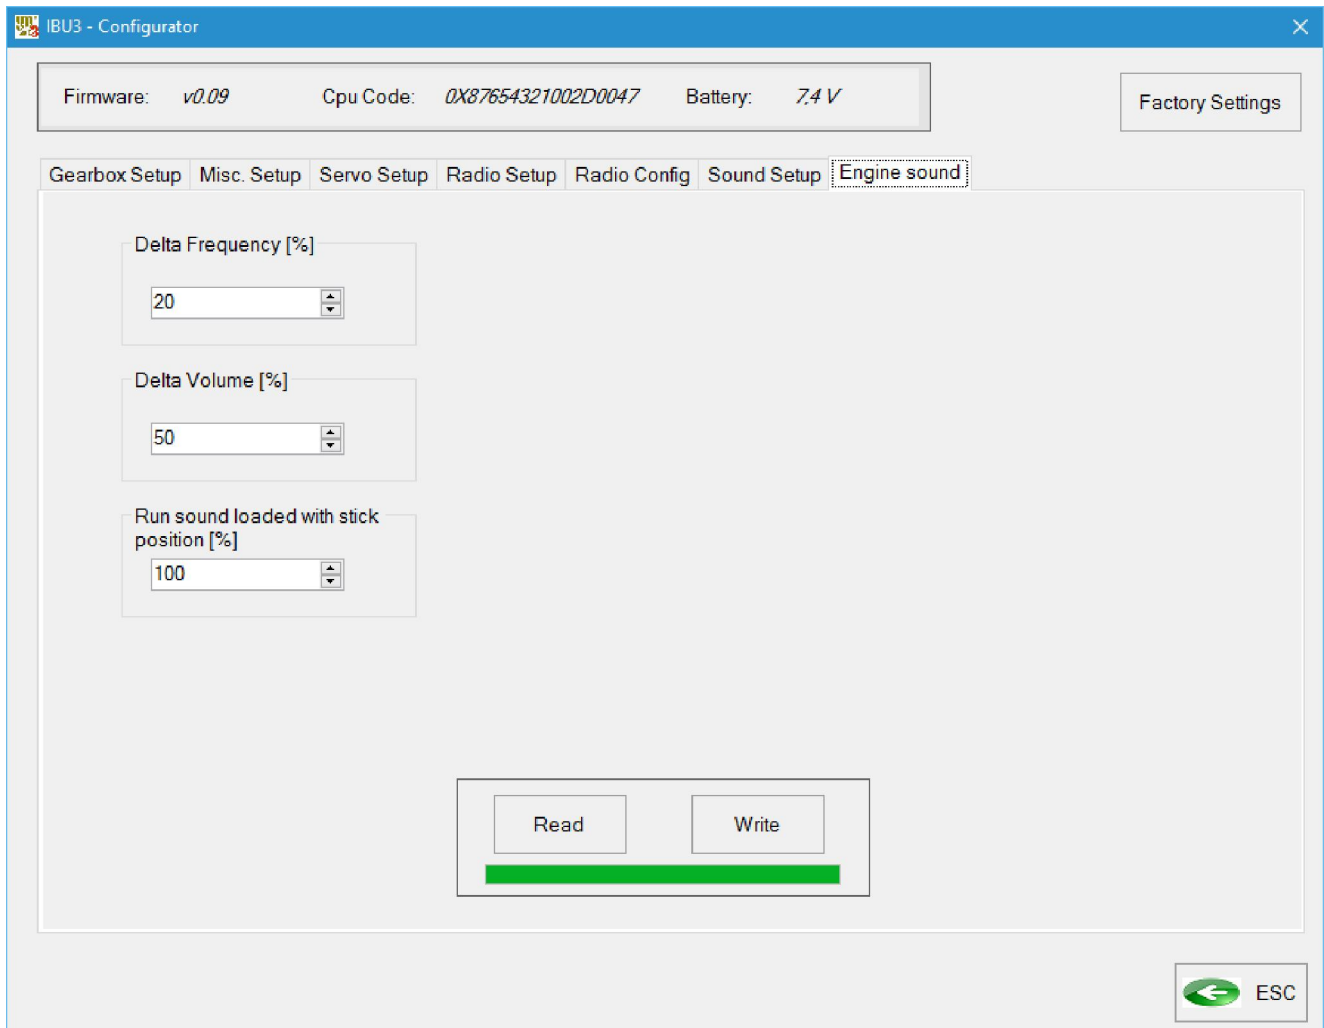 IBU3 - Configurator
Firmware: v0.09 Cpu Code: 0X87654321002D0047 Battery: 7.4 V
Factory Settings
Gearbox Setup Misc. Setup Servo Setup Radio Setup Radio Config Sound Setup Engine sound
Delta Frequency [%]
20
Delta Volume [%]
50
Run sound loaded with stick
position [%]
100
Read Write
ESC